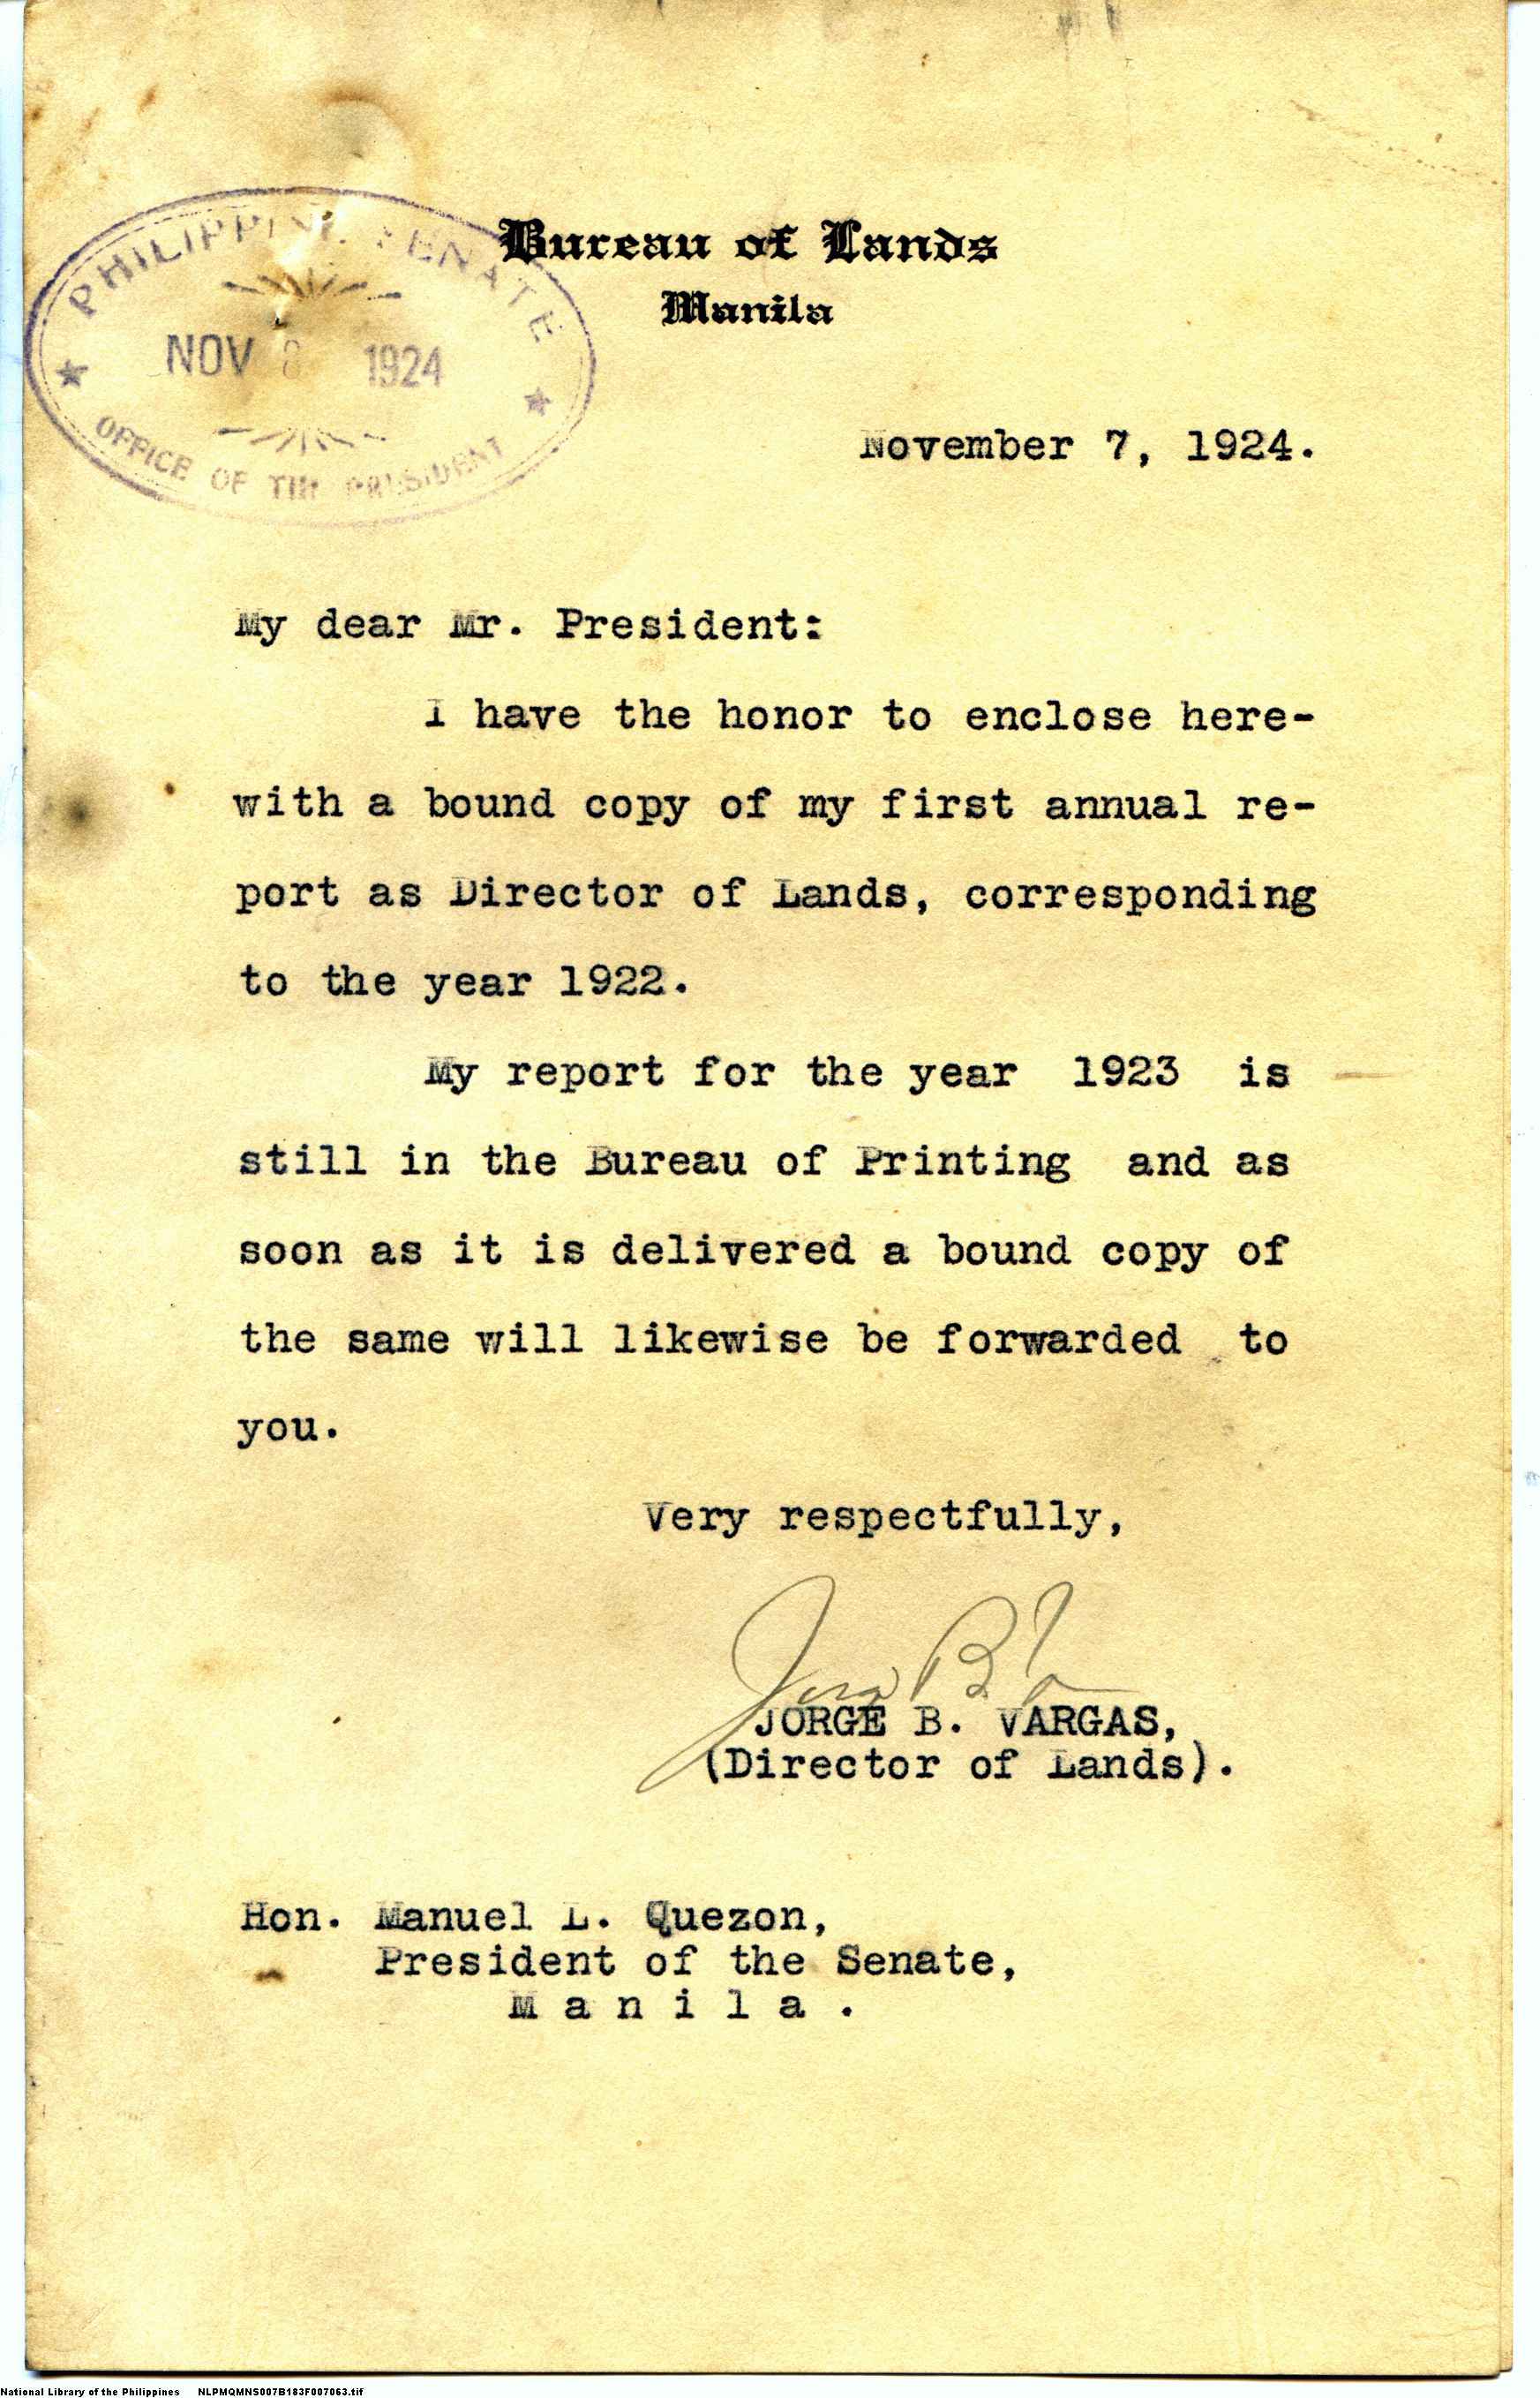 Bureau of Lands
Manila
PHILIPPINE SENATE
NOV 8 1924
OFFICE OF THE PRESIDENT
November 7, 1924.
My dear Mr. President:
I have the honor to enclose here-
with a bound copy of my first annual re-
port as Director of Lands, corresponding
to the year 1922.
My report for the year 1923 is
still in the Bureau of Printing and as
soon as it is delivered a bound copy of
the same will likewise be forwarded to
you.
Very respectfully,
JORGE B. VARGAS,
(Director of Lands).
Hon. Manuel L. Quezon,
President of the Senate,
M a n i l a .
National Library of the Philippines NLPMQMNS007B183F007063.tif